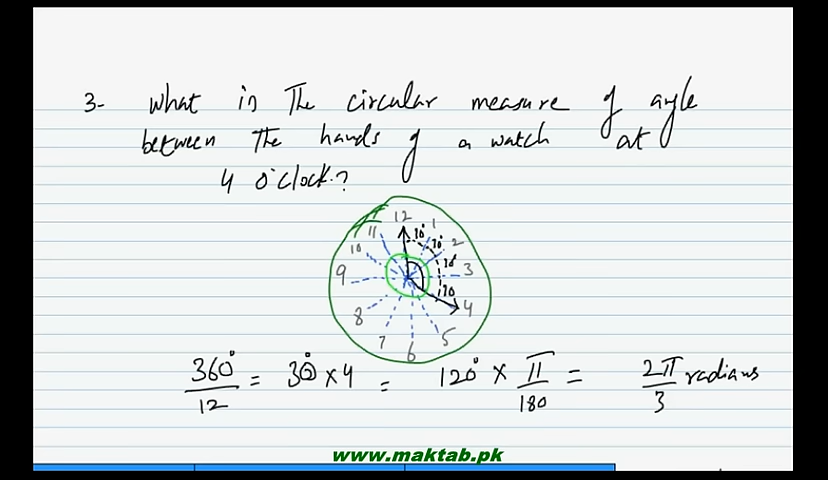 3- What is The circular measure of angle
between The hands of a watch at
4 O'clock?
12
11 30° 1
10 30° 2
9 30° 3
30 4
8 5
7 6
360°/12 = 30° × 4 = 120° × π/180 = 2π/3 radians
www.maktab.pk